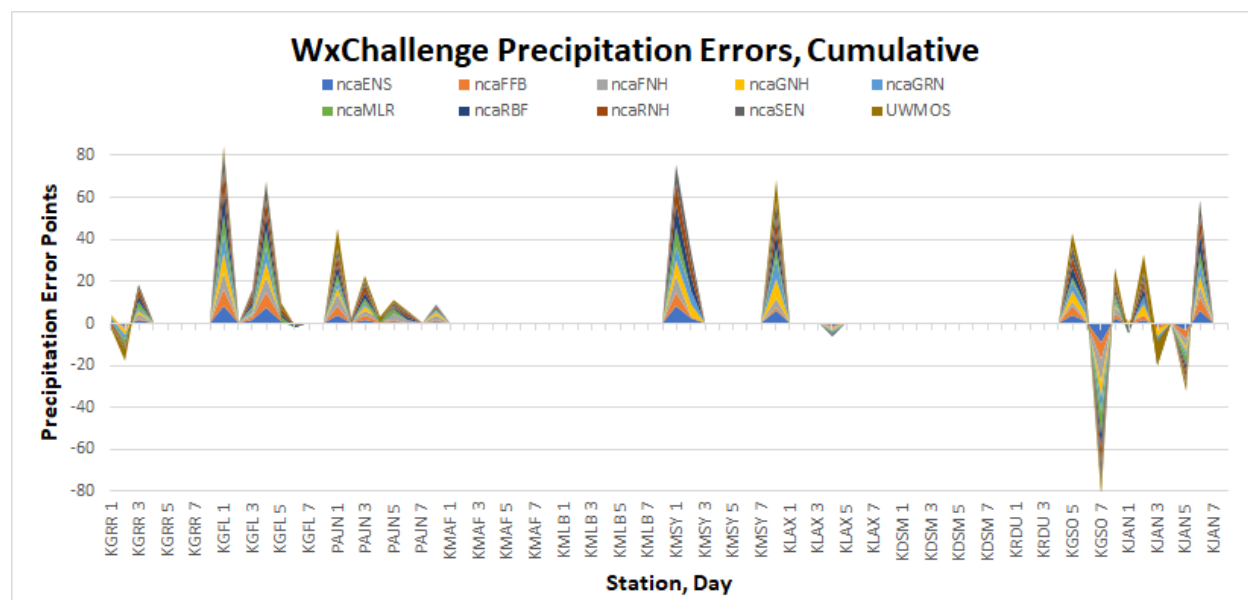 WxChallenge Precipitation Errors, Cumulative
ncaENS ncaFFB ncaFNH ncaGNH ncaGRN
ncaMLR ncaRBF ncaRNH ncaSEN UWMOS
80
60
40
20
0
-20
-40
-60
-80
Precipitation Error Points
KGRR 1 KGRR 3 KGRR 5 KGRR 7 KGFL 1 KGFL 3 KGFL 5 KGFL 7 PAJN 1 PAJN 3 PAJN 5 PAJN 7 KMAF 1 KMAF 3 KMAF 5 KMAF 7 KMLB 1 KMLB 3 KMLB 5 KMLB 7 KMSY 1 KMSY 3 KMSY 5 KMSY 7 KLAX 1 KLAX 3 KLAX 5 KLAX 7 KDSM 1 KDSM 3 KDSM 5 KDSM 7 KRDU 1 KRDU 3 KGSO 5 KGSO 7 KJAN 1 KJAN 3 KJAN 5 KJAN 7
Station, Day